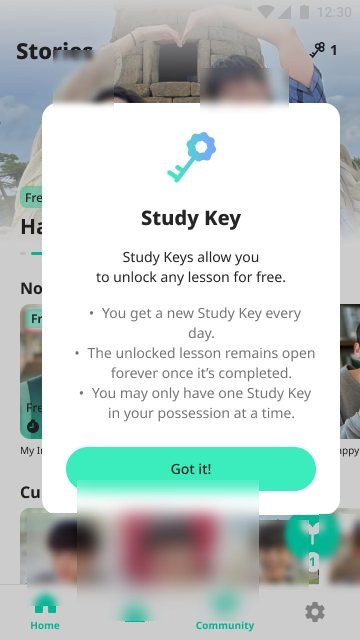 12:30
Stories
1
Fre
Ha
Study Key
Study Keys allow you
to unlock any lesson for free.
• You get a new Study Key every
day.
• The unlocked lesson remains open
forever once it's completed.
• You may only have one Study Key
in your possession at a time.
No
Fr
Fre
My In
appy
Got it!
Cu
1
Home
Community